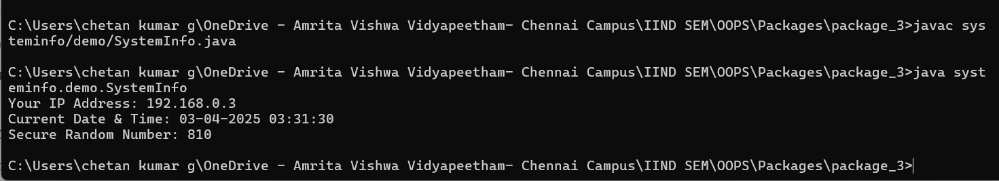 C:\Users\chetan kumar g\OneDrive - Amrita Vishwa Vidyapeetham- Chennai Campus\IIND SEM\OOPS\Packages\package_3>javac sys
teminfo/demo/SystemInfo.java
C:\Users\chetan kumar g\OneDrive - Amrita Vishwa Vidyapeetham- Chennai Campus\IIND SEM\OOPS\Packages\package_3>java syst
eminfo.demo.SystemInfo
Your IP Address: 192.168.0.3
Current Date & Time: 03-04-2025 03:31:30
Secure Random Number: 810
C:\Users\chetan kumar g\OneDrive - Amrita Vishwa Vidyapeetham- Chennai Campus\IIND SEM\OOPS\Packages\package_3>